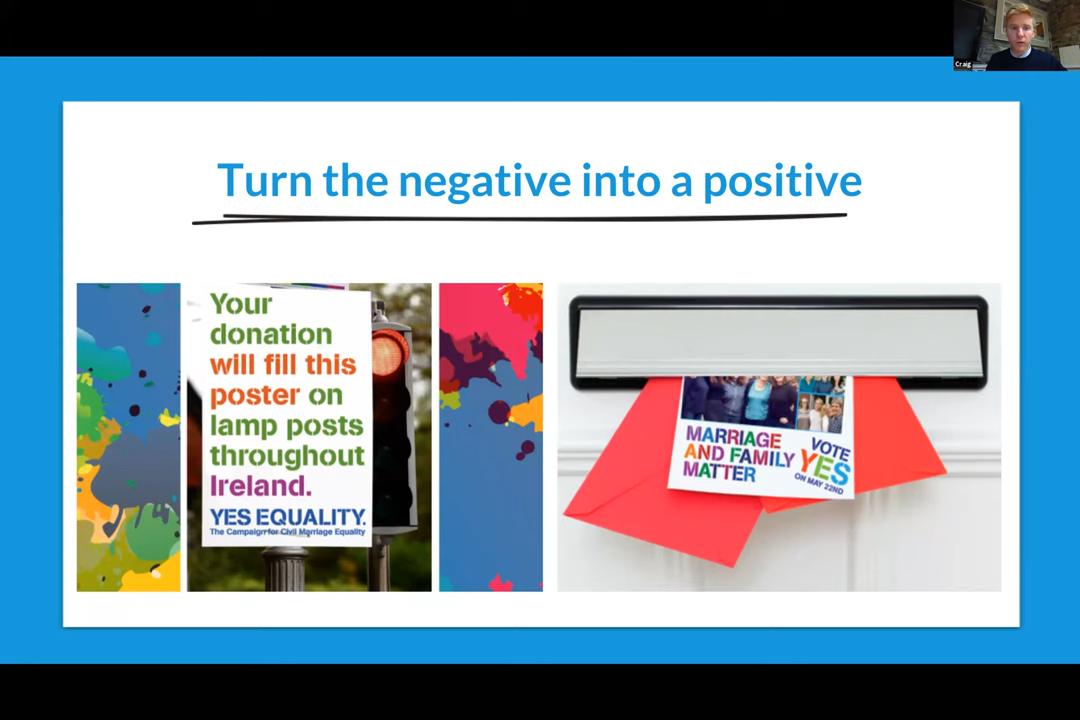 Craig
Turn the negative into a positive
Your
donation
will fill this
poster on
lamp posts
throughout
Ireland.
YES EQUALITY.
The Campaign for Civil Marriage Equality
MARRIAGE
AND FAMILY
MATTER
VOTE
YES
ON MAY 22ND